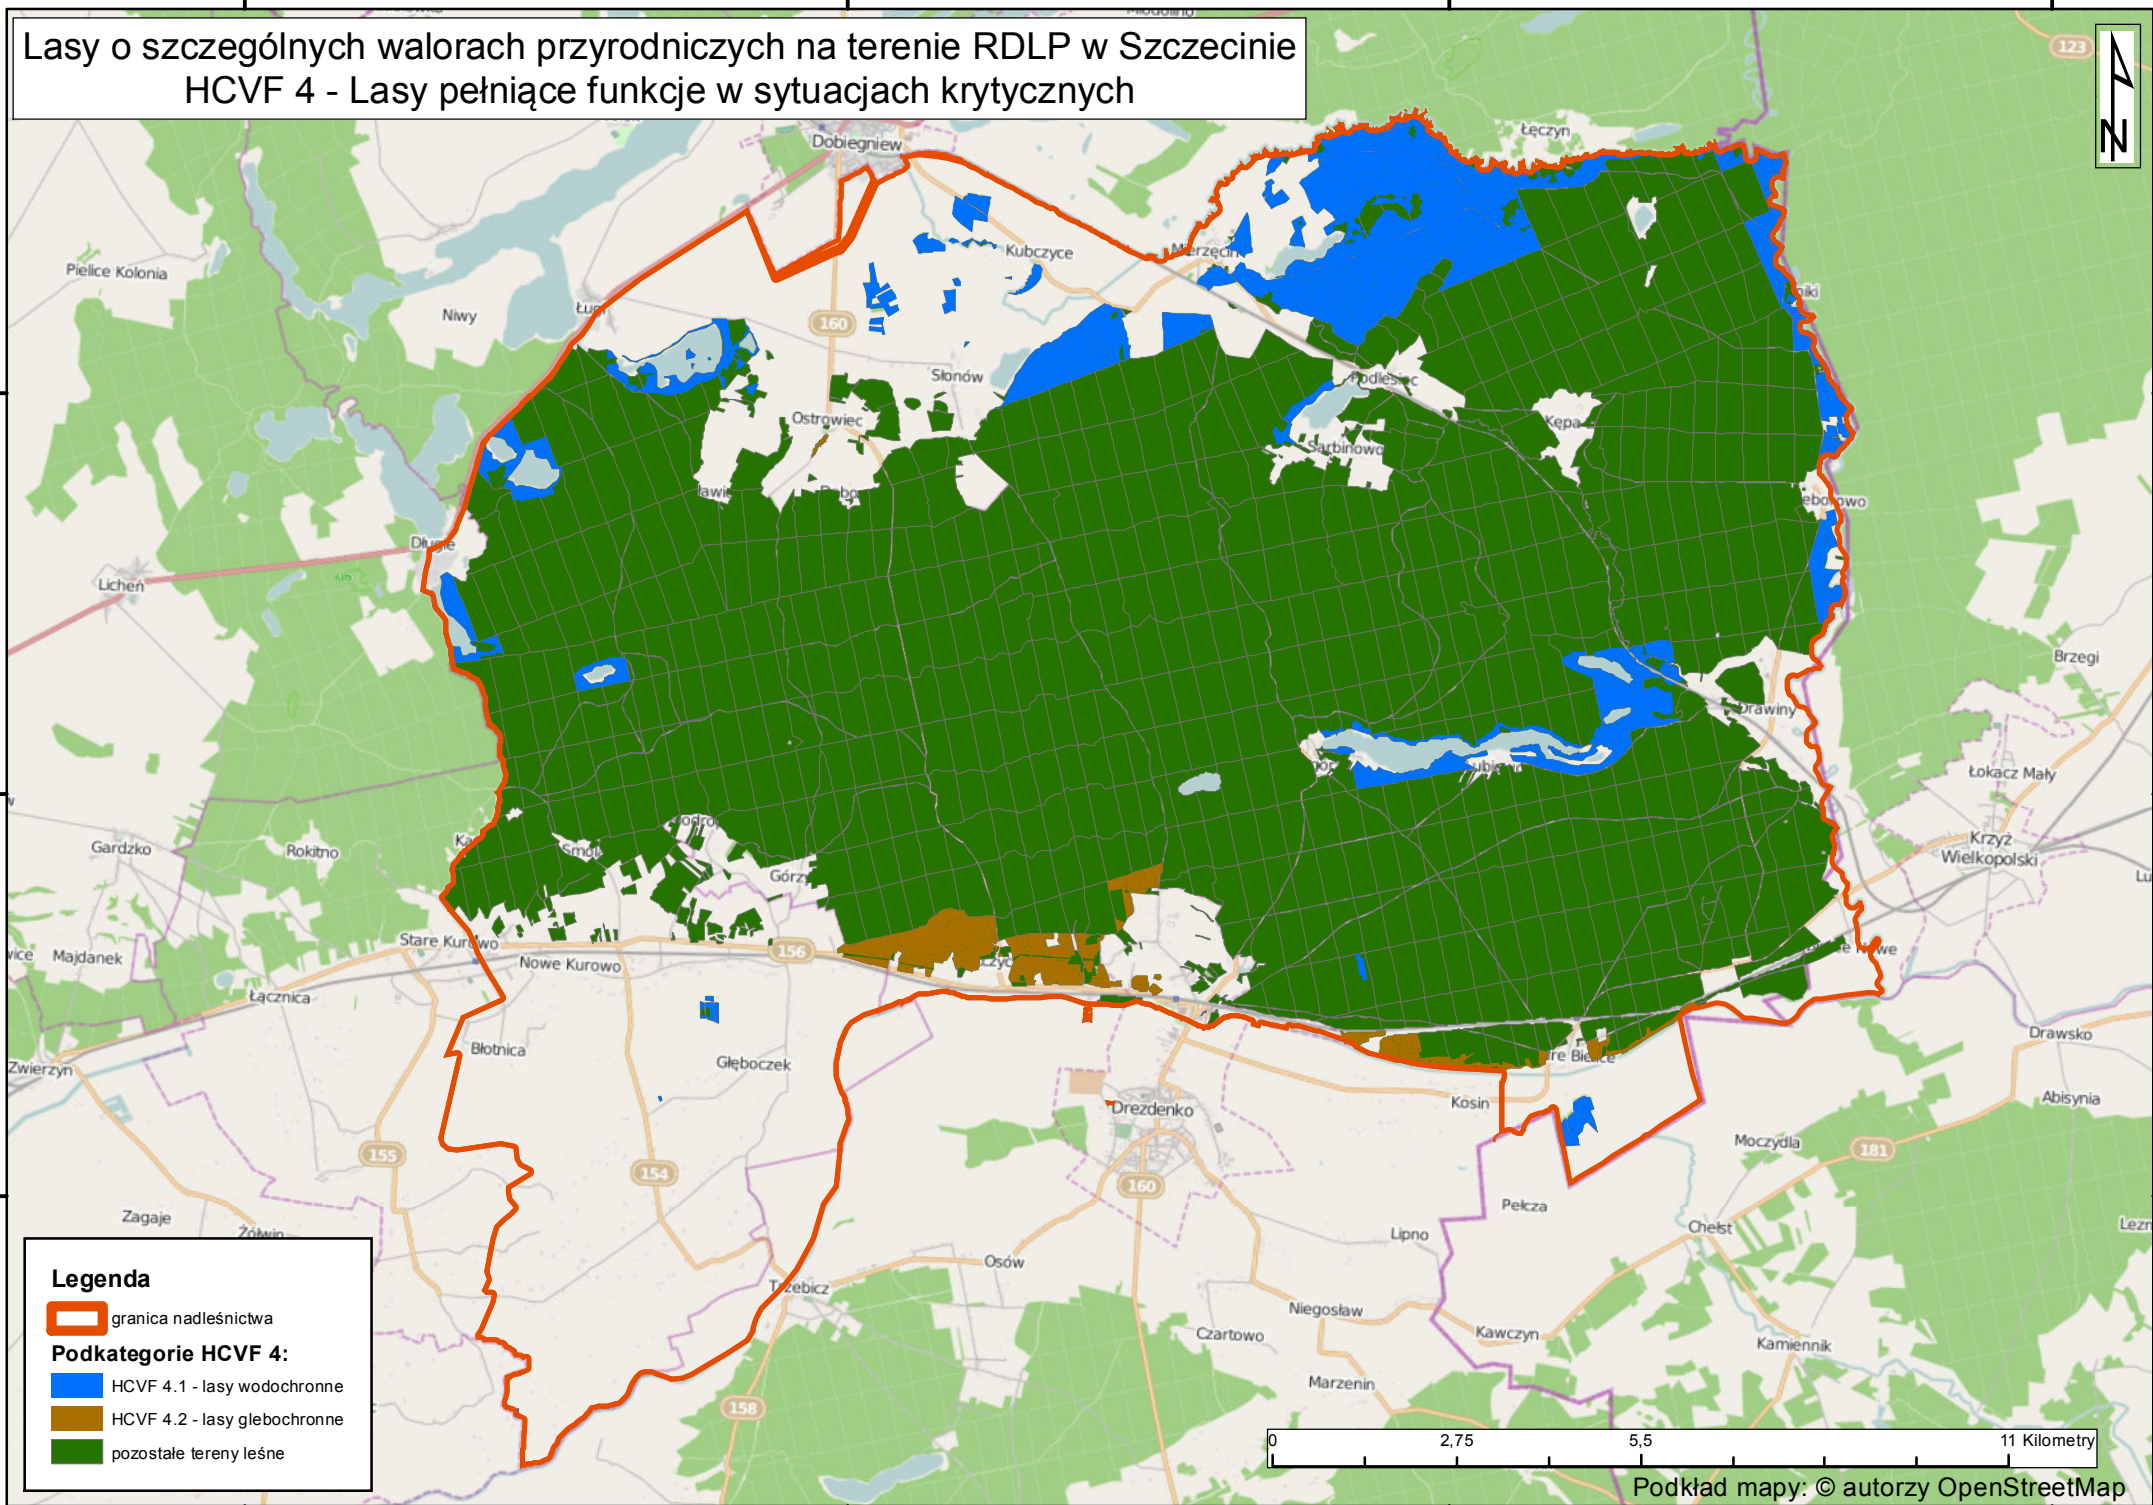 Lasy o szczególnych walorach przyrodniczych na terenie RDLP w Szczecinie
HCVF 4 - Lasy pełniące funkcje w sytuacjach krytycznych
123
N
Łęczyn
Dobiegniew
Kubczyce
Mierzęcin
Pielice Kolonia
Niwy
160
Słonów
Podlesiec
Ostrowiec
Kępa
Sarbinowo
Długie
Licheń
Brzegi
Drawiny
Łokacz Mały
Gardzko
Rokitno
Górzy
Krzyż
Wielkopolski
Stare Kurowo
156
Majdanek
Nowe Kurowo
Łącznica
Błotnica
Głęboczek
Zwierzyn
Drawsko
Drezdenko
Kosin
Abisynia
155
154
Moczydla
181
160
Zagaje
Pełcza
Lipno
Chełst
Żółwin
Osów
Trzebicz
Niegosław
Czartowo
Kawczyn
Kamiennik
Marzenin
158
Legenda
granica nadleśnictwa
Podkategorie HCVF 4:
HCVF 4.1 - lasy wodochronne
HCVF 4.2 - lasy glebochronne
pozostałe tereny leśne
0 2,75 5,5 11 Kilometry
Podkład mapy: © autorzy OpenStreetMap